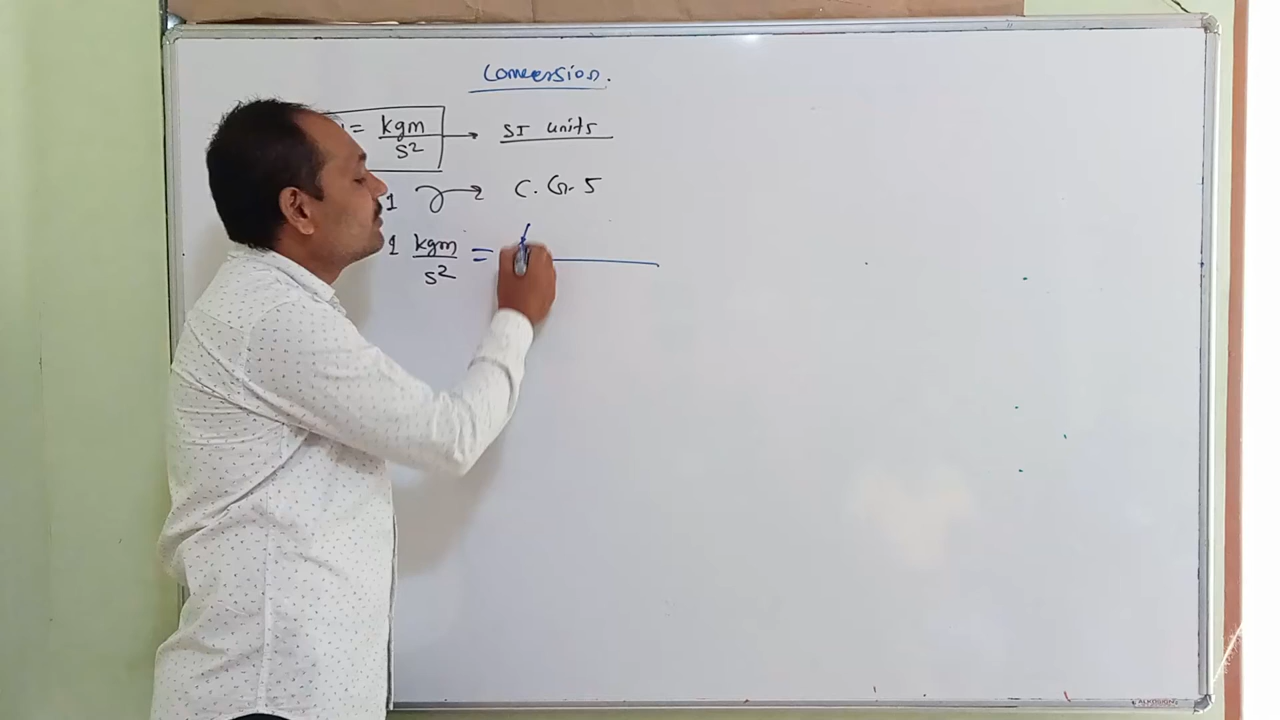 Conversion.
= kgm/s² → SI units
1 → C.G.S
1 kgm/s² =